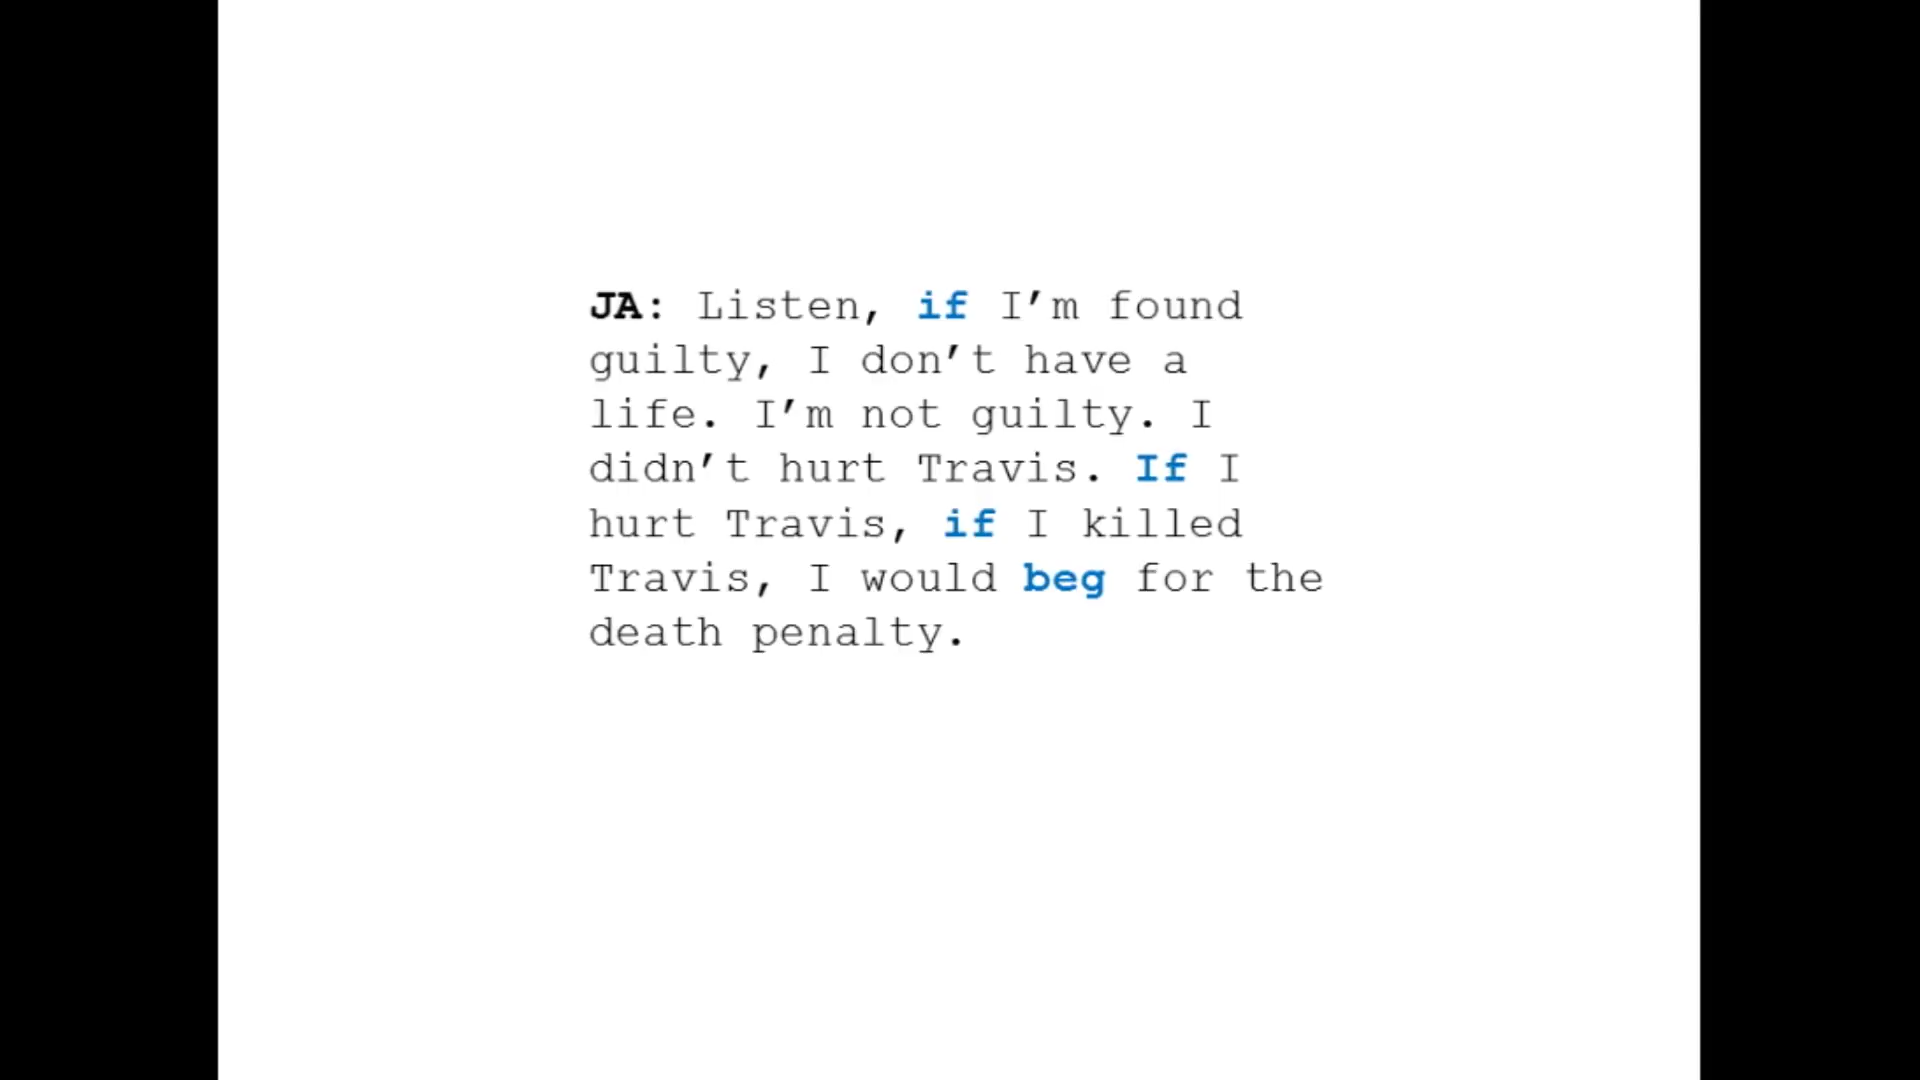 JA: Listen, if I’m found
guilty, I don’t have a
life. I’m not guilty. I
didn’t hurt Travis. If I
hurt Travis, if I killed
Travis, I would beg for the
death penalty.